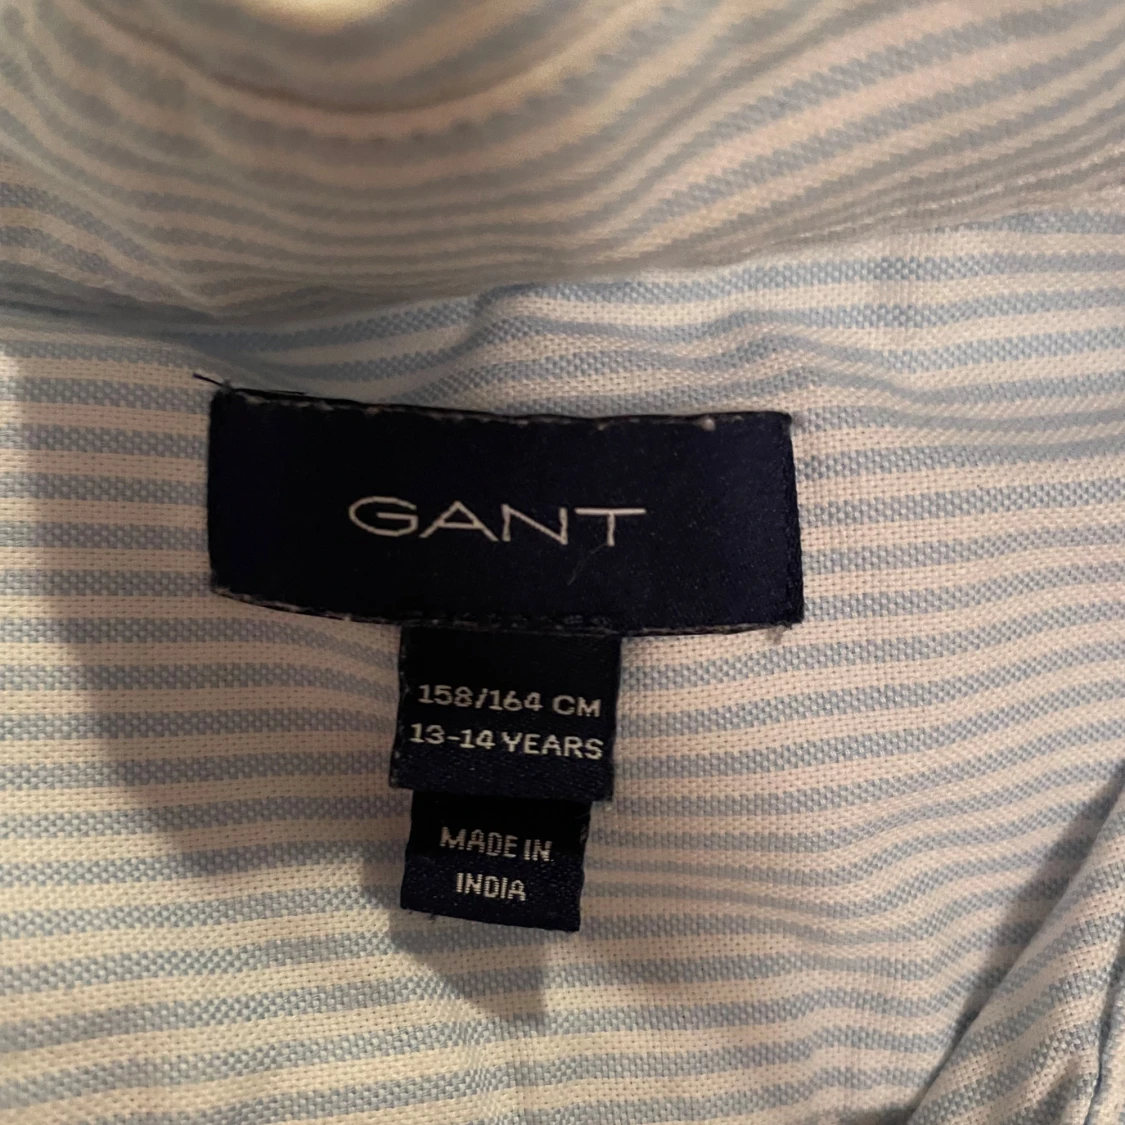 GANT
158/164 CM
13-14 YEARS
MADE IN
INDIA